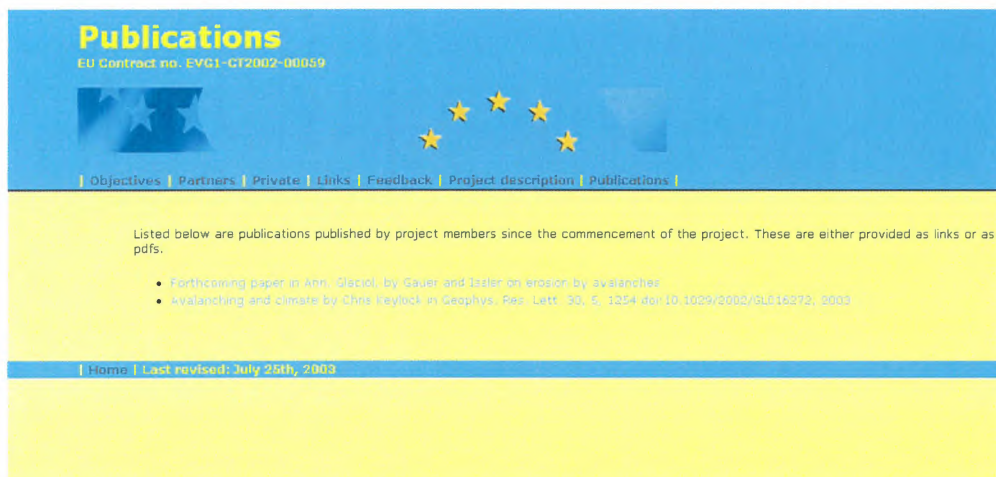 Publications
EU Contract no. EVG1-CT2002-00059
| Objectives | Partners | Private | Links | Feedback | Project description | Publications |
Listed below are publications published by project members since the commencement of the project. These are either provided as links or as
pdfs.
• Forthcoming paper in Ann. Glaciol. by Gauer and Issler on erosion by avalanches
• Avalanching and climate by Chris Keylock in Geophys. Res. Lett. 30, 5, 1254 doi:10.1029/2002/GL016272, 2003
| Home | Last revised: July 25th, 2003